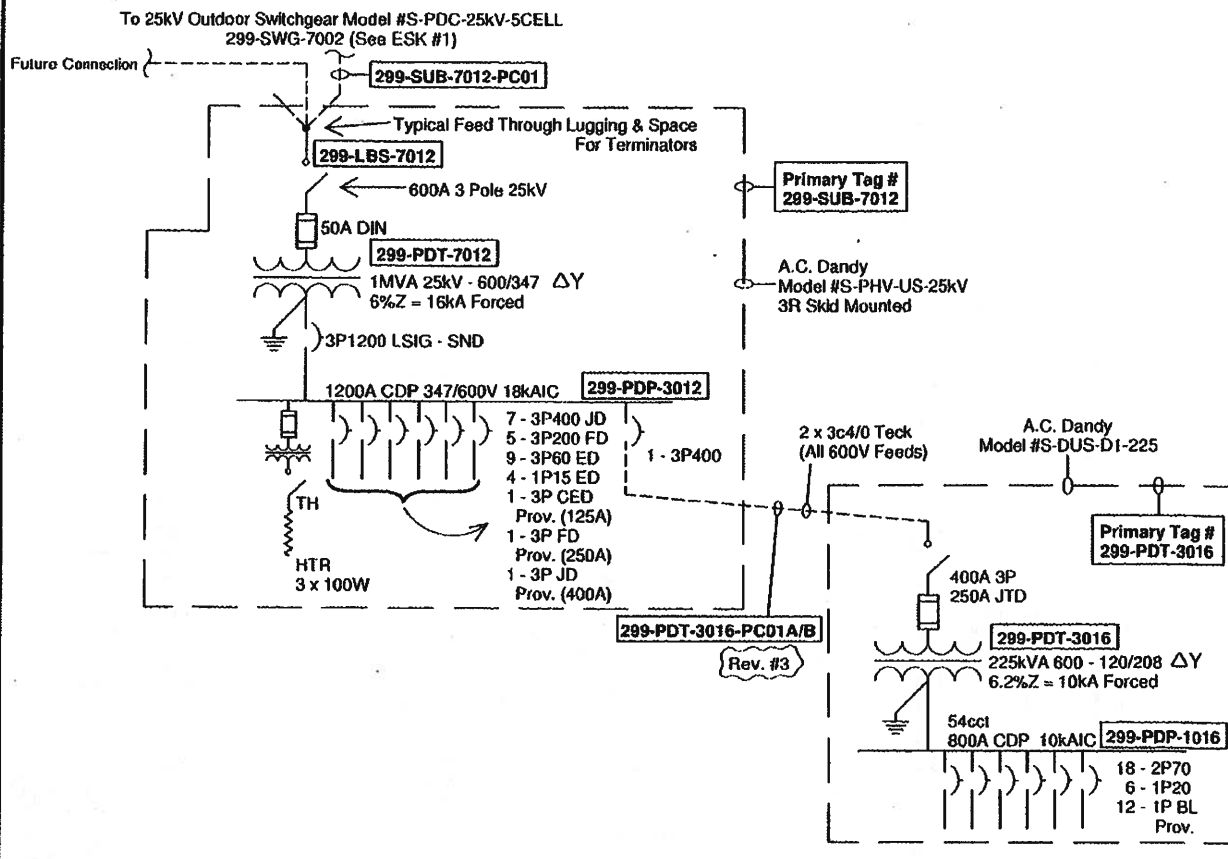 To 25kV Outdoor Switchgear Model #S-PDC-25kV-5CELL
299-SWG-7002 (See ESK #1)
Future Connection
299-SUB-7012-PC01
Typical Feed Through Lugging & Space
For Terminators
299-LBS-7012
600A 3 Pole 25kV
Primary Tag #
299-SUB-7012
50A DIN
299-PDT-7012
1MVA 25kV - 600/347 ΔY
6%Z = 16kA Forced
A.C. Dandy
Model #S-PHV-US-25kV
3R Skid Mounted
3P1200 LSIG - SND
1200A CDP 347/600V 18kAIC
299-PDP-3012
7 - 3P400 JD
5 - 3P200 FD
9 - 3P60 ED
4 - 1P15 ED
1 - 3P CED
Prov. (125A)
1 - 3P FD
Prov. (250A)
1 - 3P JD
Prov. (400A)
1 - 3P400
TH
HTR
3 x 100W
2 x 3c4/0 Teck
(All 600V Feeds)
A.C. Dandy
Model #S-DUS-D1-225
Primary Tag #
299-PDT-3016
299-PDT-3016-PC01A/B
Rev. #3
400A 3P
250A JTD
299-PDT-3016
225kVA 600 - 120/208 ΔY
6.2%Z = 10kA Forced
54cct
800A CDP 10kAIC
299-PDP-1016
18 - 2P70
6 - 1P20
12 - 1P BL
Prov.